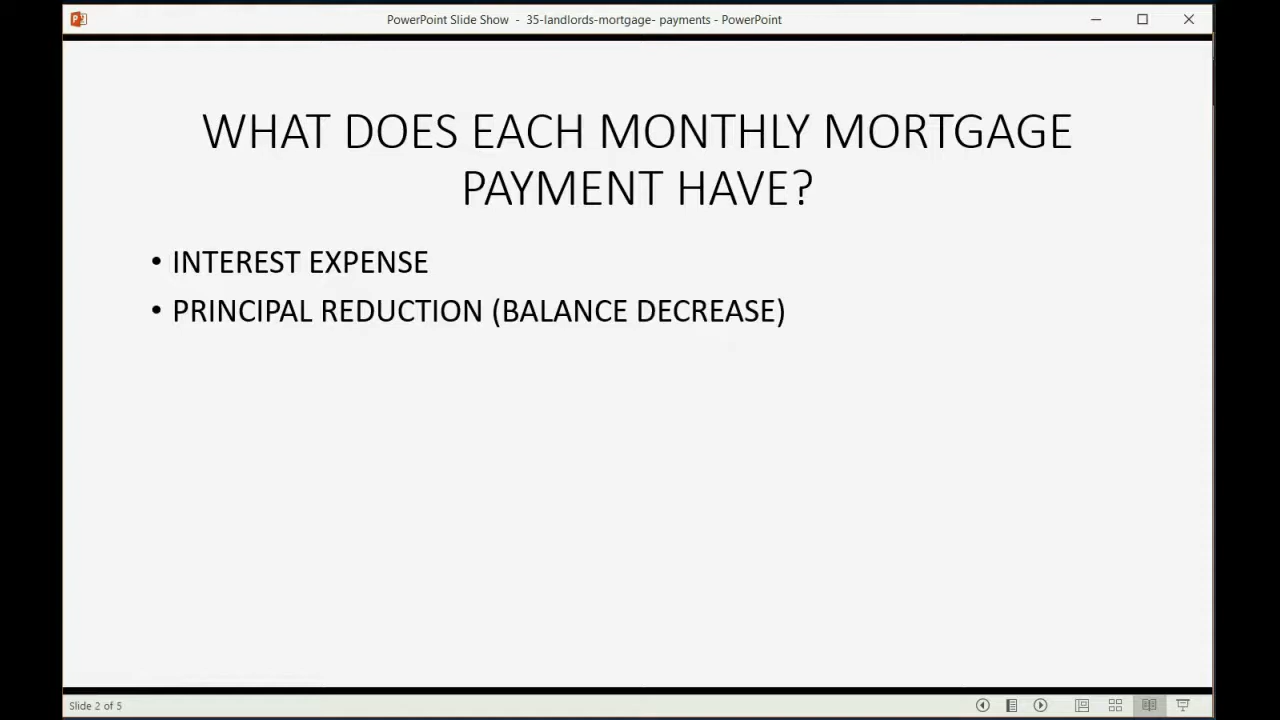 PowerPoint Slide Show - 35-landlords-mortgage- payments - PowerPoint
WHAT DOES EACH MONTHLY MORTGAGE
PAYMENT HAVE?
• INTEREST EXPENSE
• PRINCIPAL REDUCTION (BALANCE DECREASE)
Slide 2 of 5